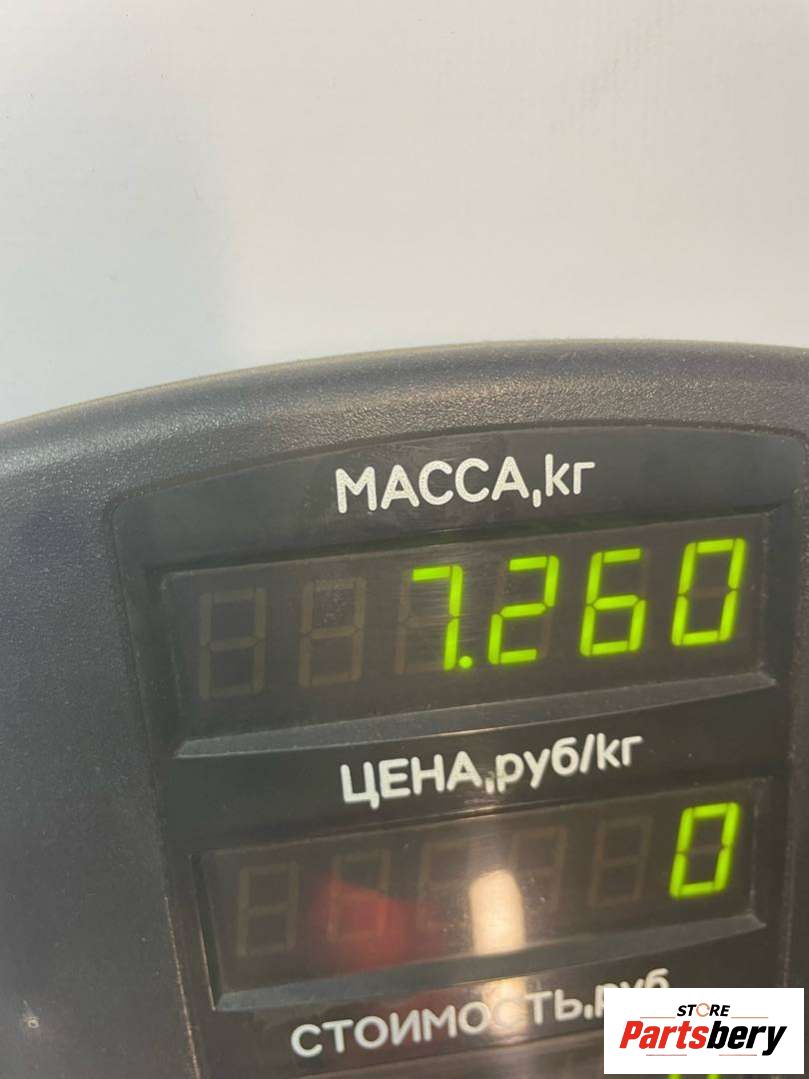 МАССА,кг
7.260
ЦЕНА,руб/кг
0
СТОИМОСТЬ,руб
STORE
Partsbery